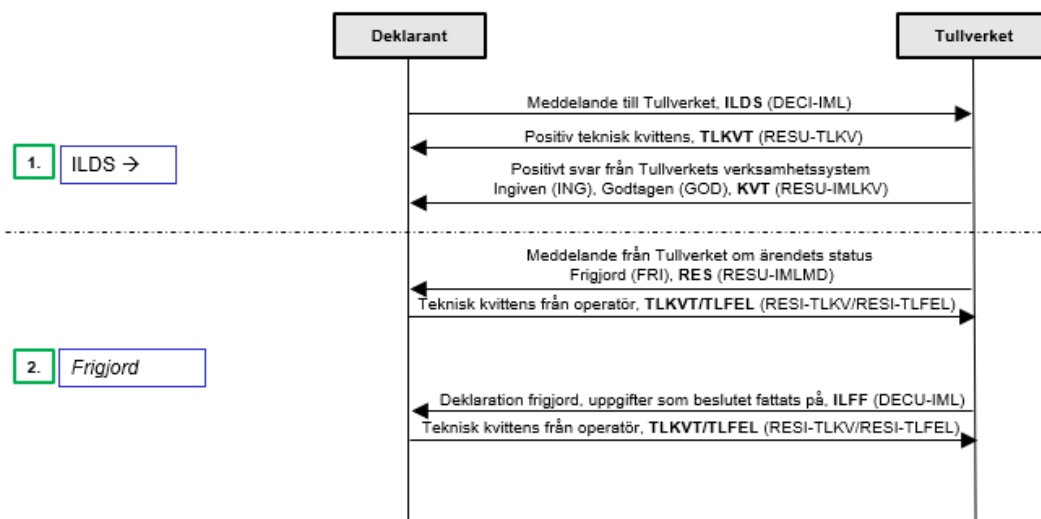 Deklarant
Tullverket
Meddelande till Tullverket, ILDS (DECI-IML)
Positiv teknisk kvittens, TLKVT (RESU-TLKV)
1.
ILDS →
Positivt svar från Tullverkets verksamhetssystem
Ingiven (ING), Godtagen (GOD), KVT (RESU-IMLKV)
Meddelande från Tullverket om ärendets status
Frigjord (FRI), RES (RESU-IMLMD)
Teknisk kvittens från operatör, TLKVT/TLFEL (RESI-TLKV/RESI-TLFEL)
2.
Frigjord
Deklaration frigjord, uppgifter som beslutet fattats på, ILFF (DECU-IML)
Teknisk kvittens från operatör, TLKVT/TLFEL (RESI-TLKV/RESI-TLFEL)